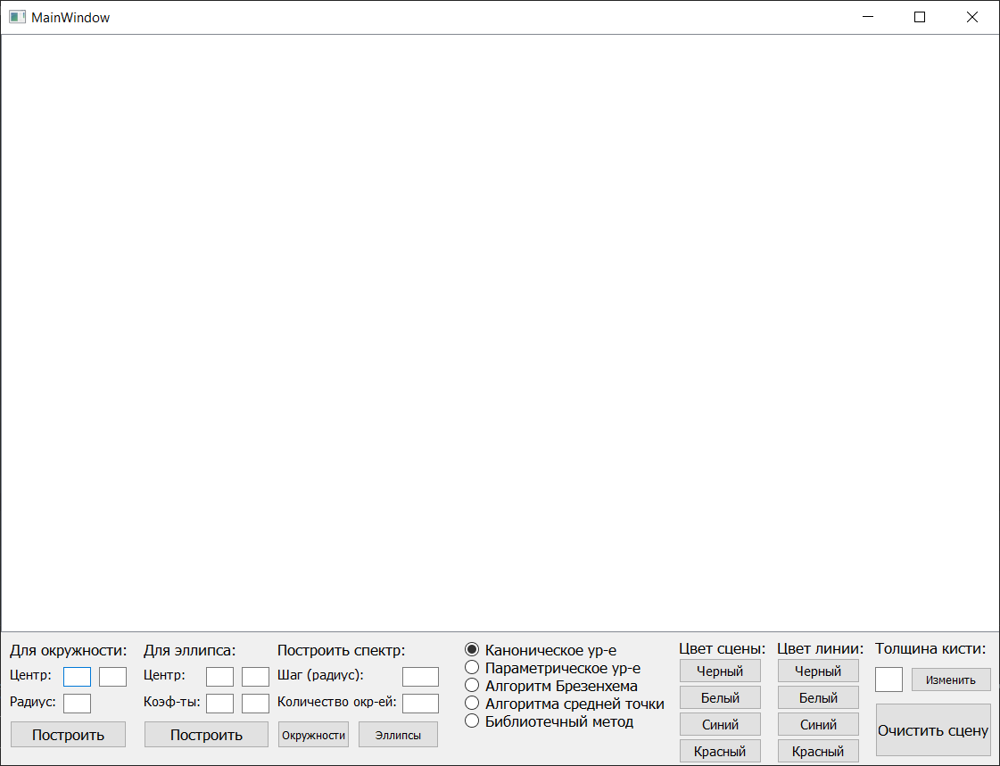 MainWindow
Для окружности:
Центр:
Радиус:
Построить
Для эллипса:
Центр:
Коэф-ты:
Построить
Построить спектр:
Шаг (радиус):
Количество окр-ей:
Окружности
Эллипсы
Каноническое ур-е
Параметрическое ур-е
Алгоритм Брезенхема
Алгоритма средней точки
Библиотечный метод
Цвет сцены:
Черный
Белый
Синий
Красный
Цвет линии:
Черный
Белый
Синий
Красный
Толщина кисти:
Изменить
Очистить сцену